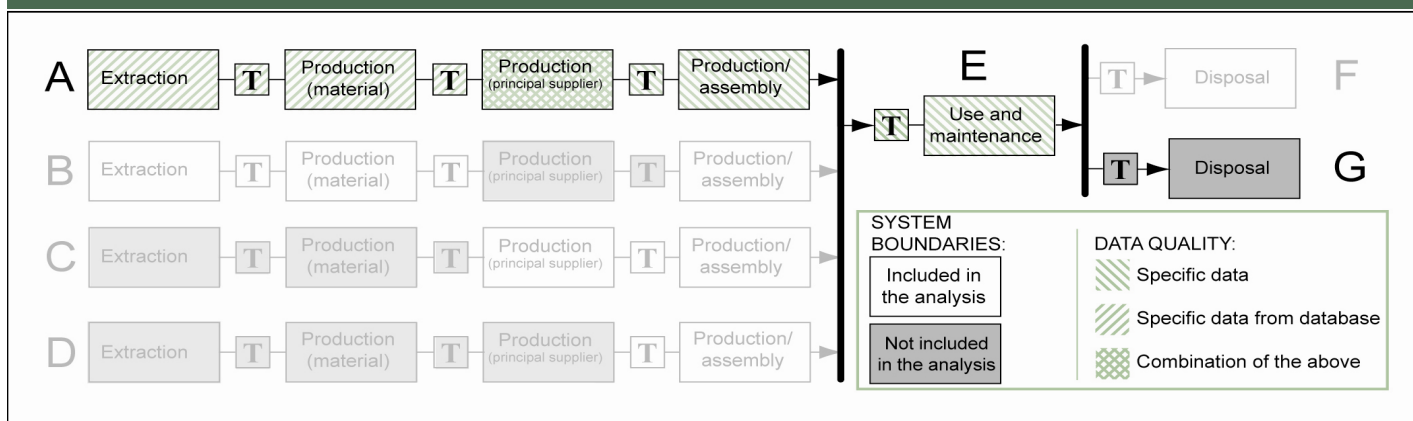 A
Extraction
T
Production
(material)
T
Production
(principal supplier)
T
Production/
assembly
B
Extraction
T
Production
(material)
T
Production
(principal supplier)
T
Production/
assembly
C
Extraction
T
Production
(material)
T
Production
(principal supplier)
T
Production/
assembly
D
Extraction
T
Production
(material)
T
Production
(principal supplier)
T
Production/
assembly
E
T
Use and
maintenance
T
Disposal
F
T
Disposal
G
SYSTEM
BOUNDARIES:
Included in
the analysis
Not included
in the analysis
DATA QUALITY:
Specific data
Specific data from database
Combination of the above